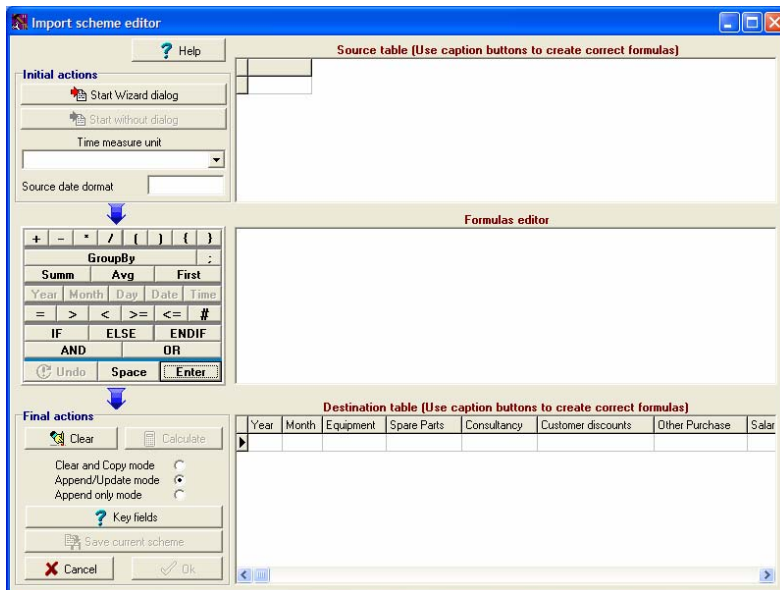 Import scheme editor
Help
Source table (Use caption buttons to create correct formulas)
Initial actions
Start Wizard dialog
Start without dialog
Time measure unit
Source date dormat
Formulas editor
+ - * / ( ) { }
GroupBy ;
Summ Avg First
Year Month Day Date Time
= > < >= <= #
IF ELSE ENDIF
AND OR
Undo Space Enter
Final actions
Destination table (Use caption buttons to create correct formulas)
Year Month Equipment Spare Parts Consultancy Customer discounts Other Purchase Salar
Clear Calculate
Clear and Copy mode
Append/Update mode
Append only mode
Key fields
Save current scheme
Cancel Ok